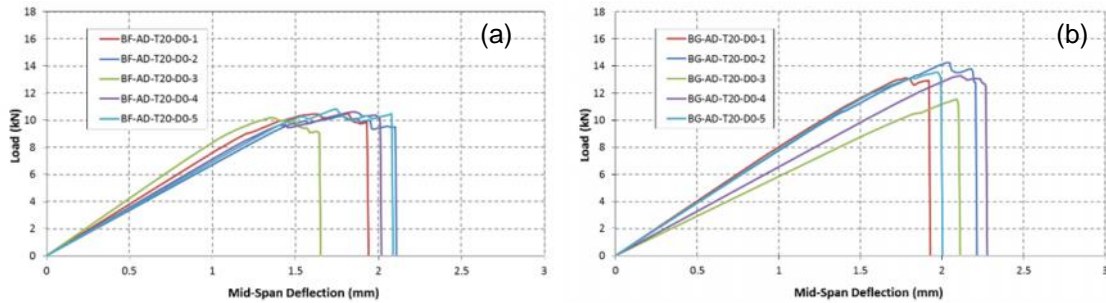 (a)
18
16
14
12
10
8
6
4
2
0
Load (kN)
BF-AD-T20-D0-1
BF-AD-T20-D0-2
BF-AD-T20-D0-3
BF-AD-T20-D0-4
BF-AD-T20-D0-5
0 0.5 1 1.5 2 2.5 3
Mid-Span Deflection (mm)
(b)
18
16
14
12
10
8
6
4
2
0
Load (kN)
BG-AD-T20-D0-1
BG-AD-T20-D0-2
BG-AD-T20-D0-3
BG-AD-T20-D0-4
BG-AD-T20-D0-5
0 0.5 1 1.5 2 2.5 3
Mid-Span Deflection (mm)